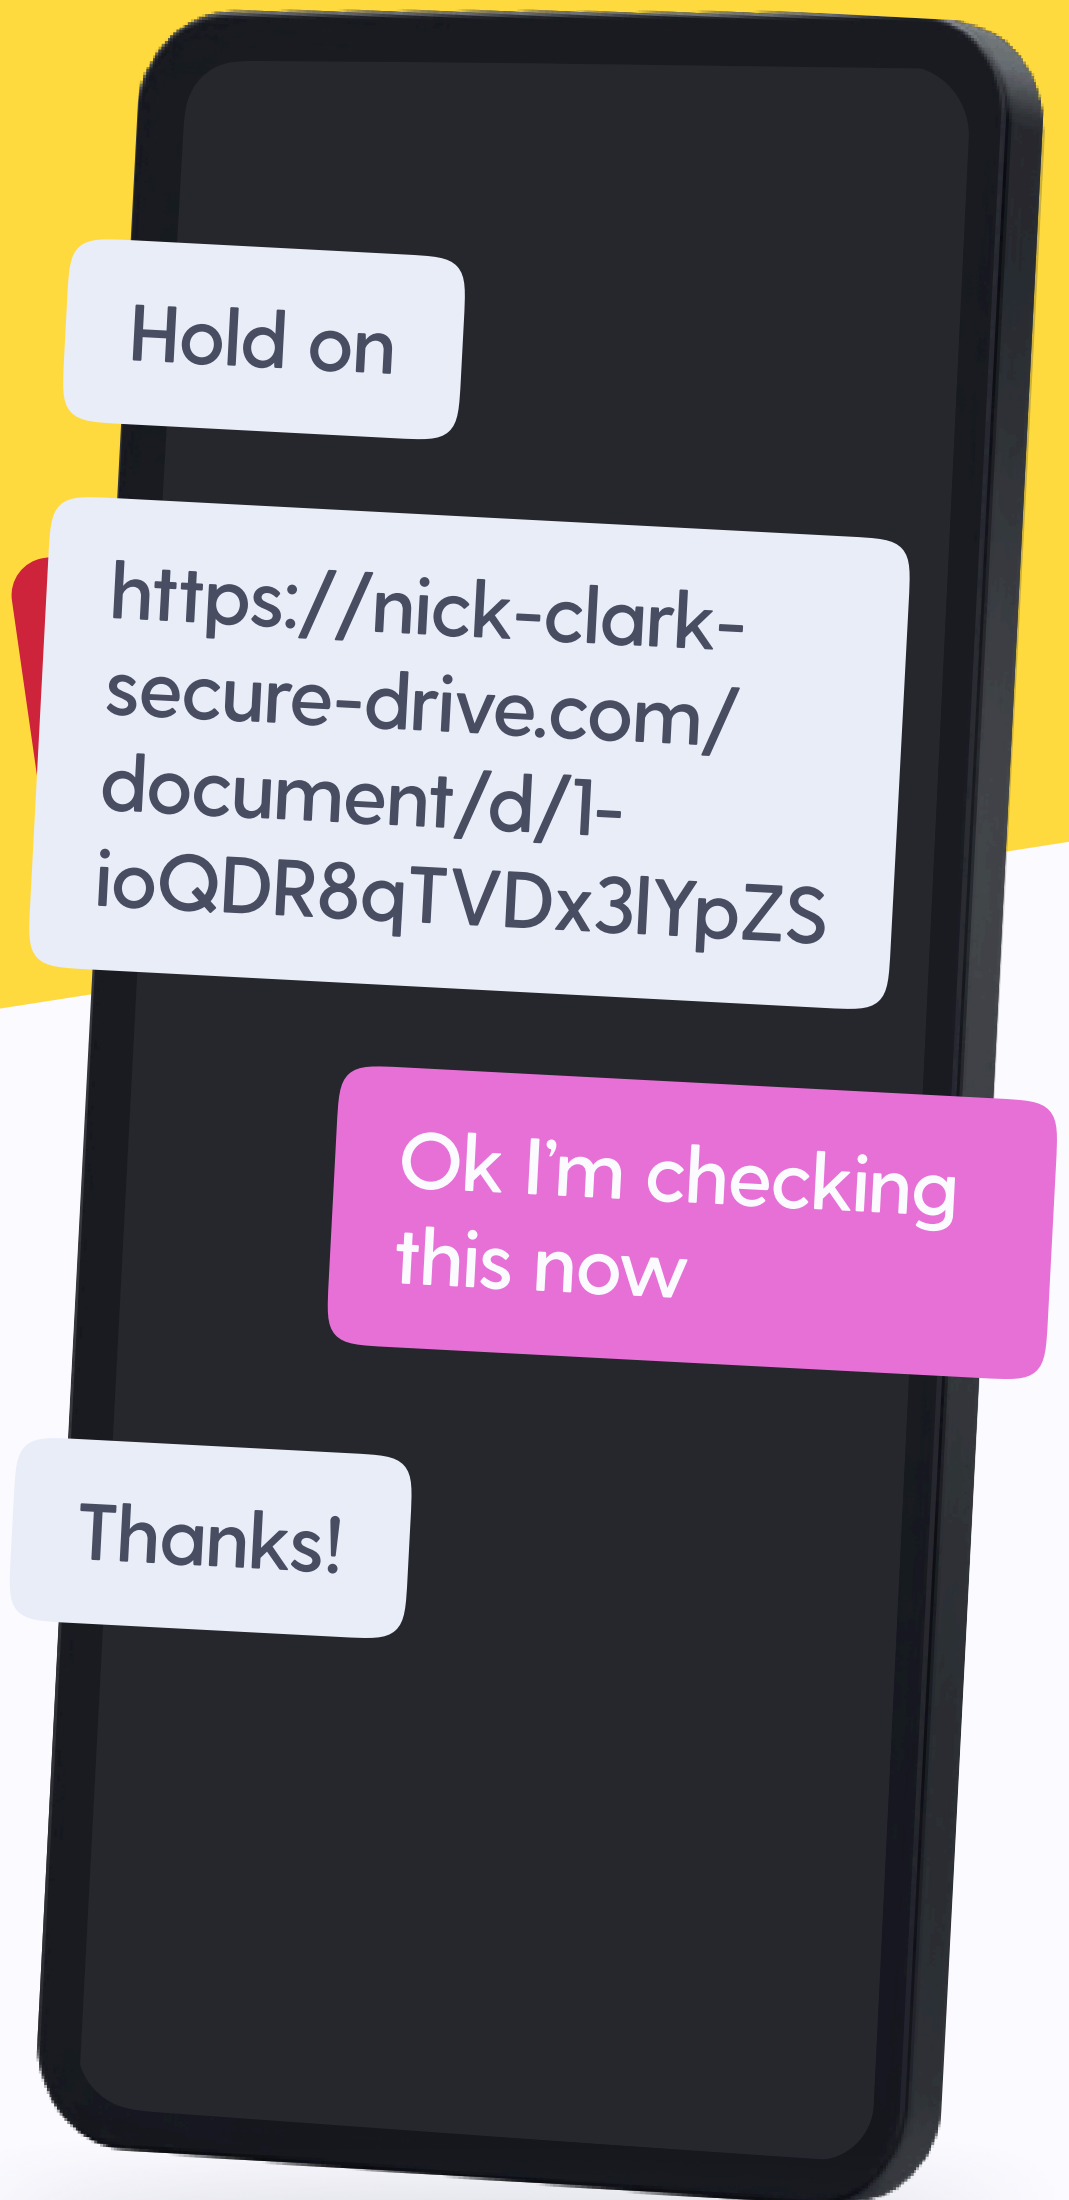 Hold on
https://nick-clark-
secure-drive.com/
document/d/1-
ioQDR8qTVDx3lYpZS
Ok I’m checking
this now
Thanks!